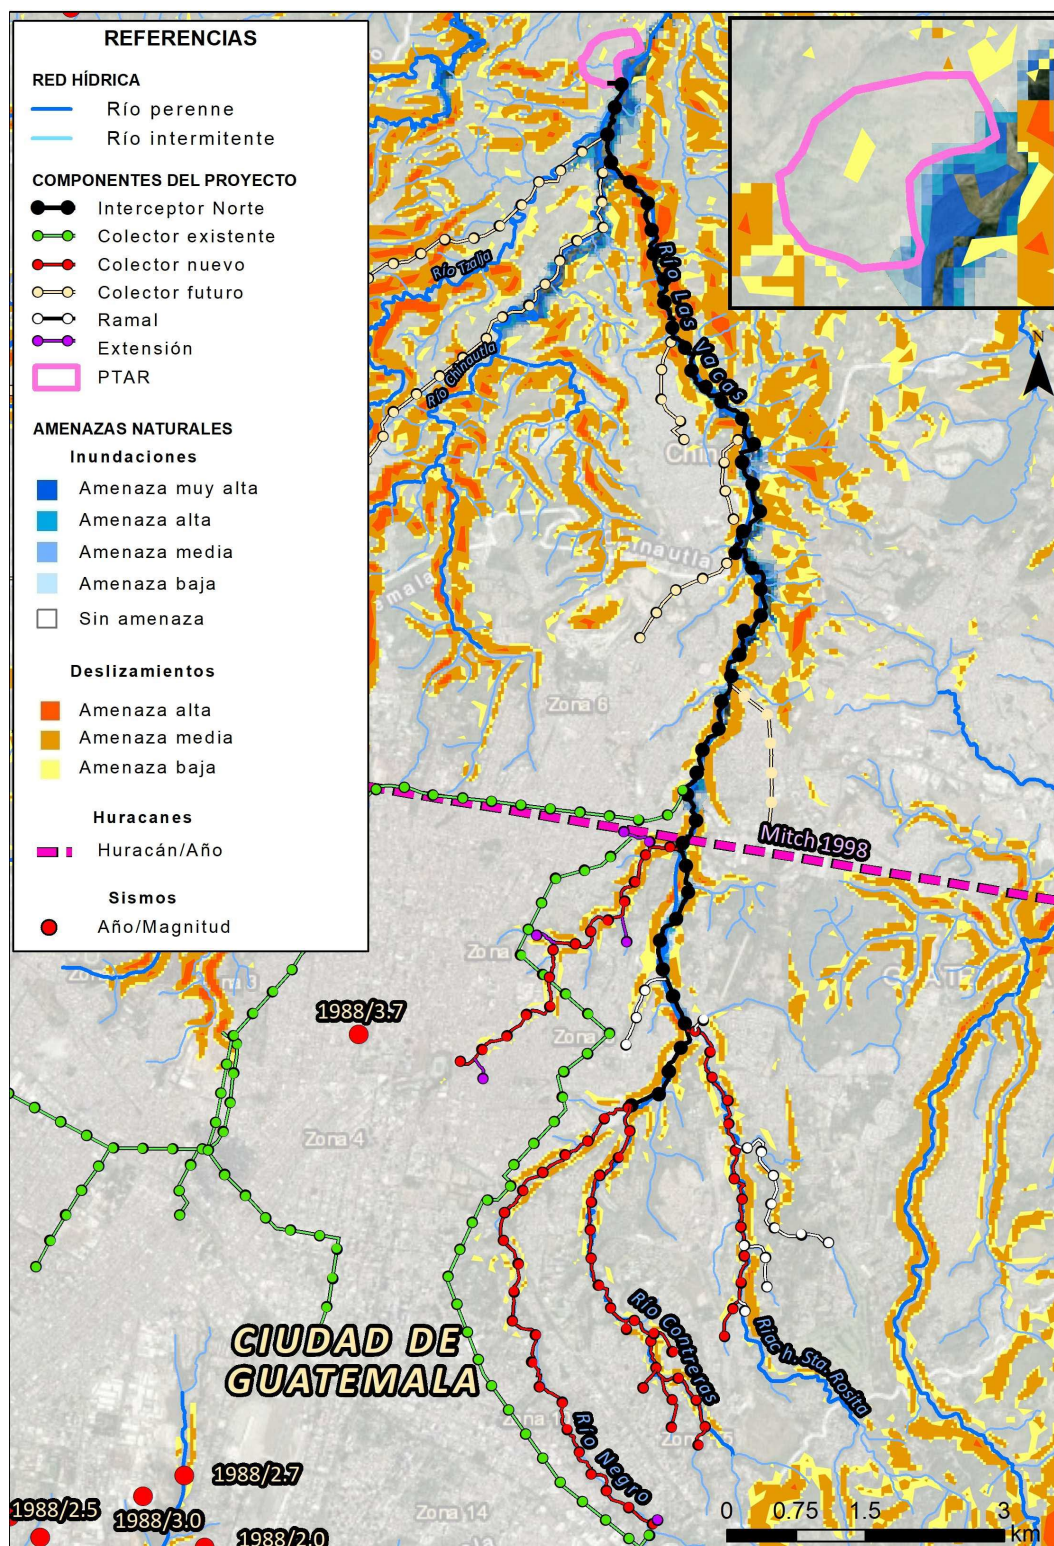 REFERENCIAS
RED HÍDRICA
Río perenne
Río intermitente
COMPONENTES DEL PROYECTO
Interceptor Norte
Colector existente
Colector nuevo
Colector futuro
Ramal
Extensión
PTAR
AMENAZAS NATURALES
Inundaciones
Amenaza muy alta
Amenaza alta
Amenaza media
Amenaza baja
Sin amenaza
Deslizamientos
Amenaza alta
Amenaza media
Amenaza baja
Huracanes
Huracán/Año
Sismos
Año/Magnitud
Río Tzalja
Río Las Vacas
Río Chinautla
N
Zona 6
Mitch 1998
1988/3.7
Zona 4
CIUDAD DE
GUATEMALA
Río Contreras
Riach. Sta. Rosita
Río Negro
Zona 14
1988/2.7
1988/2.5
1988/3.0
1988/2.0
0 0.75 1.5 3
km